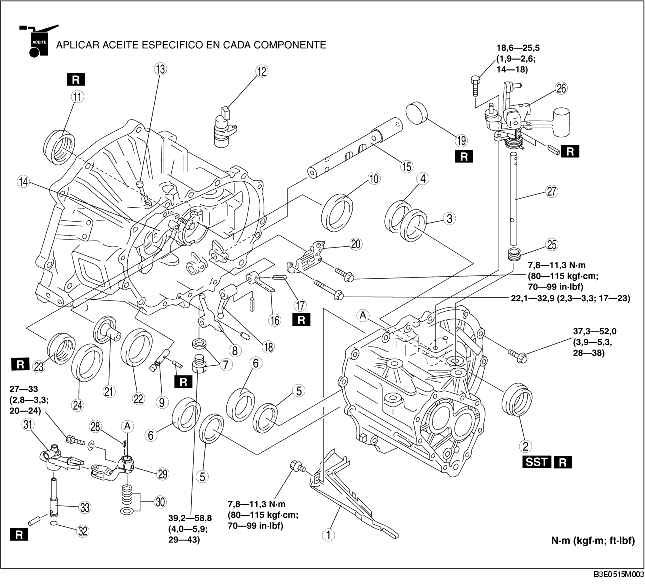 ACEITE
APLICAR ACEITE ESPECIFICO EN CADA COMPONENTE
18,6—25,5
(1,9—2,6;
14—18)
R
11
13
12
26
19
R
R
15
14
10
4
3
27
20
25
7,8—11,3 N·m
(80—115 kgf·cm;
70—99 in·lbf)
22,1—32,9 (2,3—3,3; 17—23)
16
17
R
A
37,3—52,0
(3,9—5,3,
28—38)
R
23
24
21
22
9
R
7
8
18
6
5
6
5
2
SST R
27—33
(2,8—3,3;
20—24)
31
28
A
29
30
33
R
32
39,2—58,8
(4,0—5,9;
29—43)
7,8—11,3 N·m
(80—115 kgf·cm;
70—99 in·lbf)
1
N·m (kgf·m; ft·lbf)
B3E0515M003